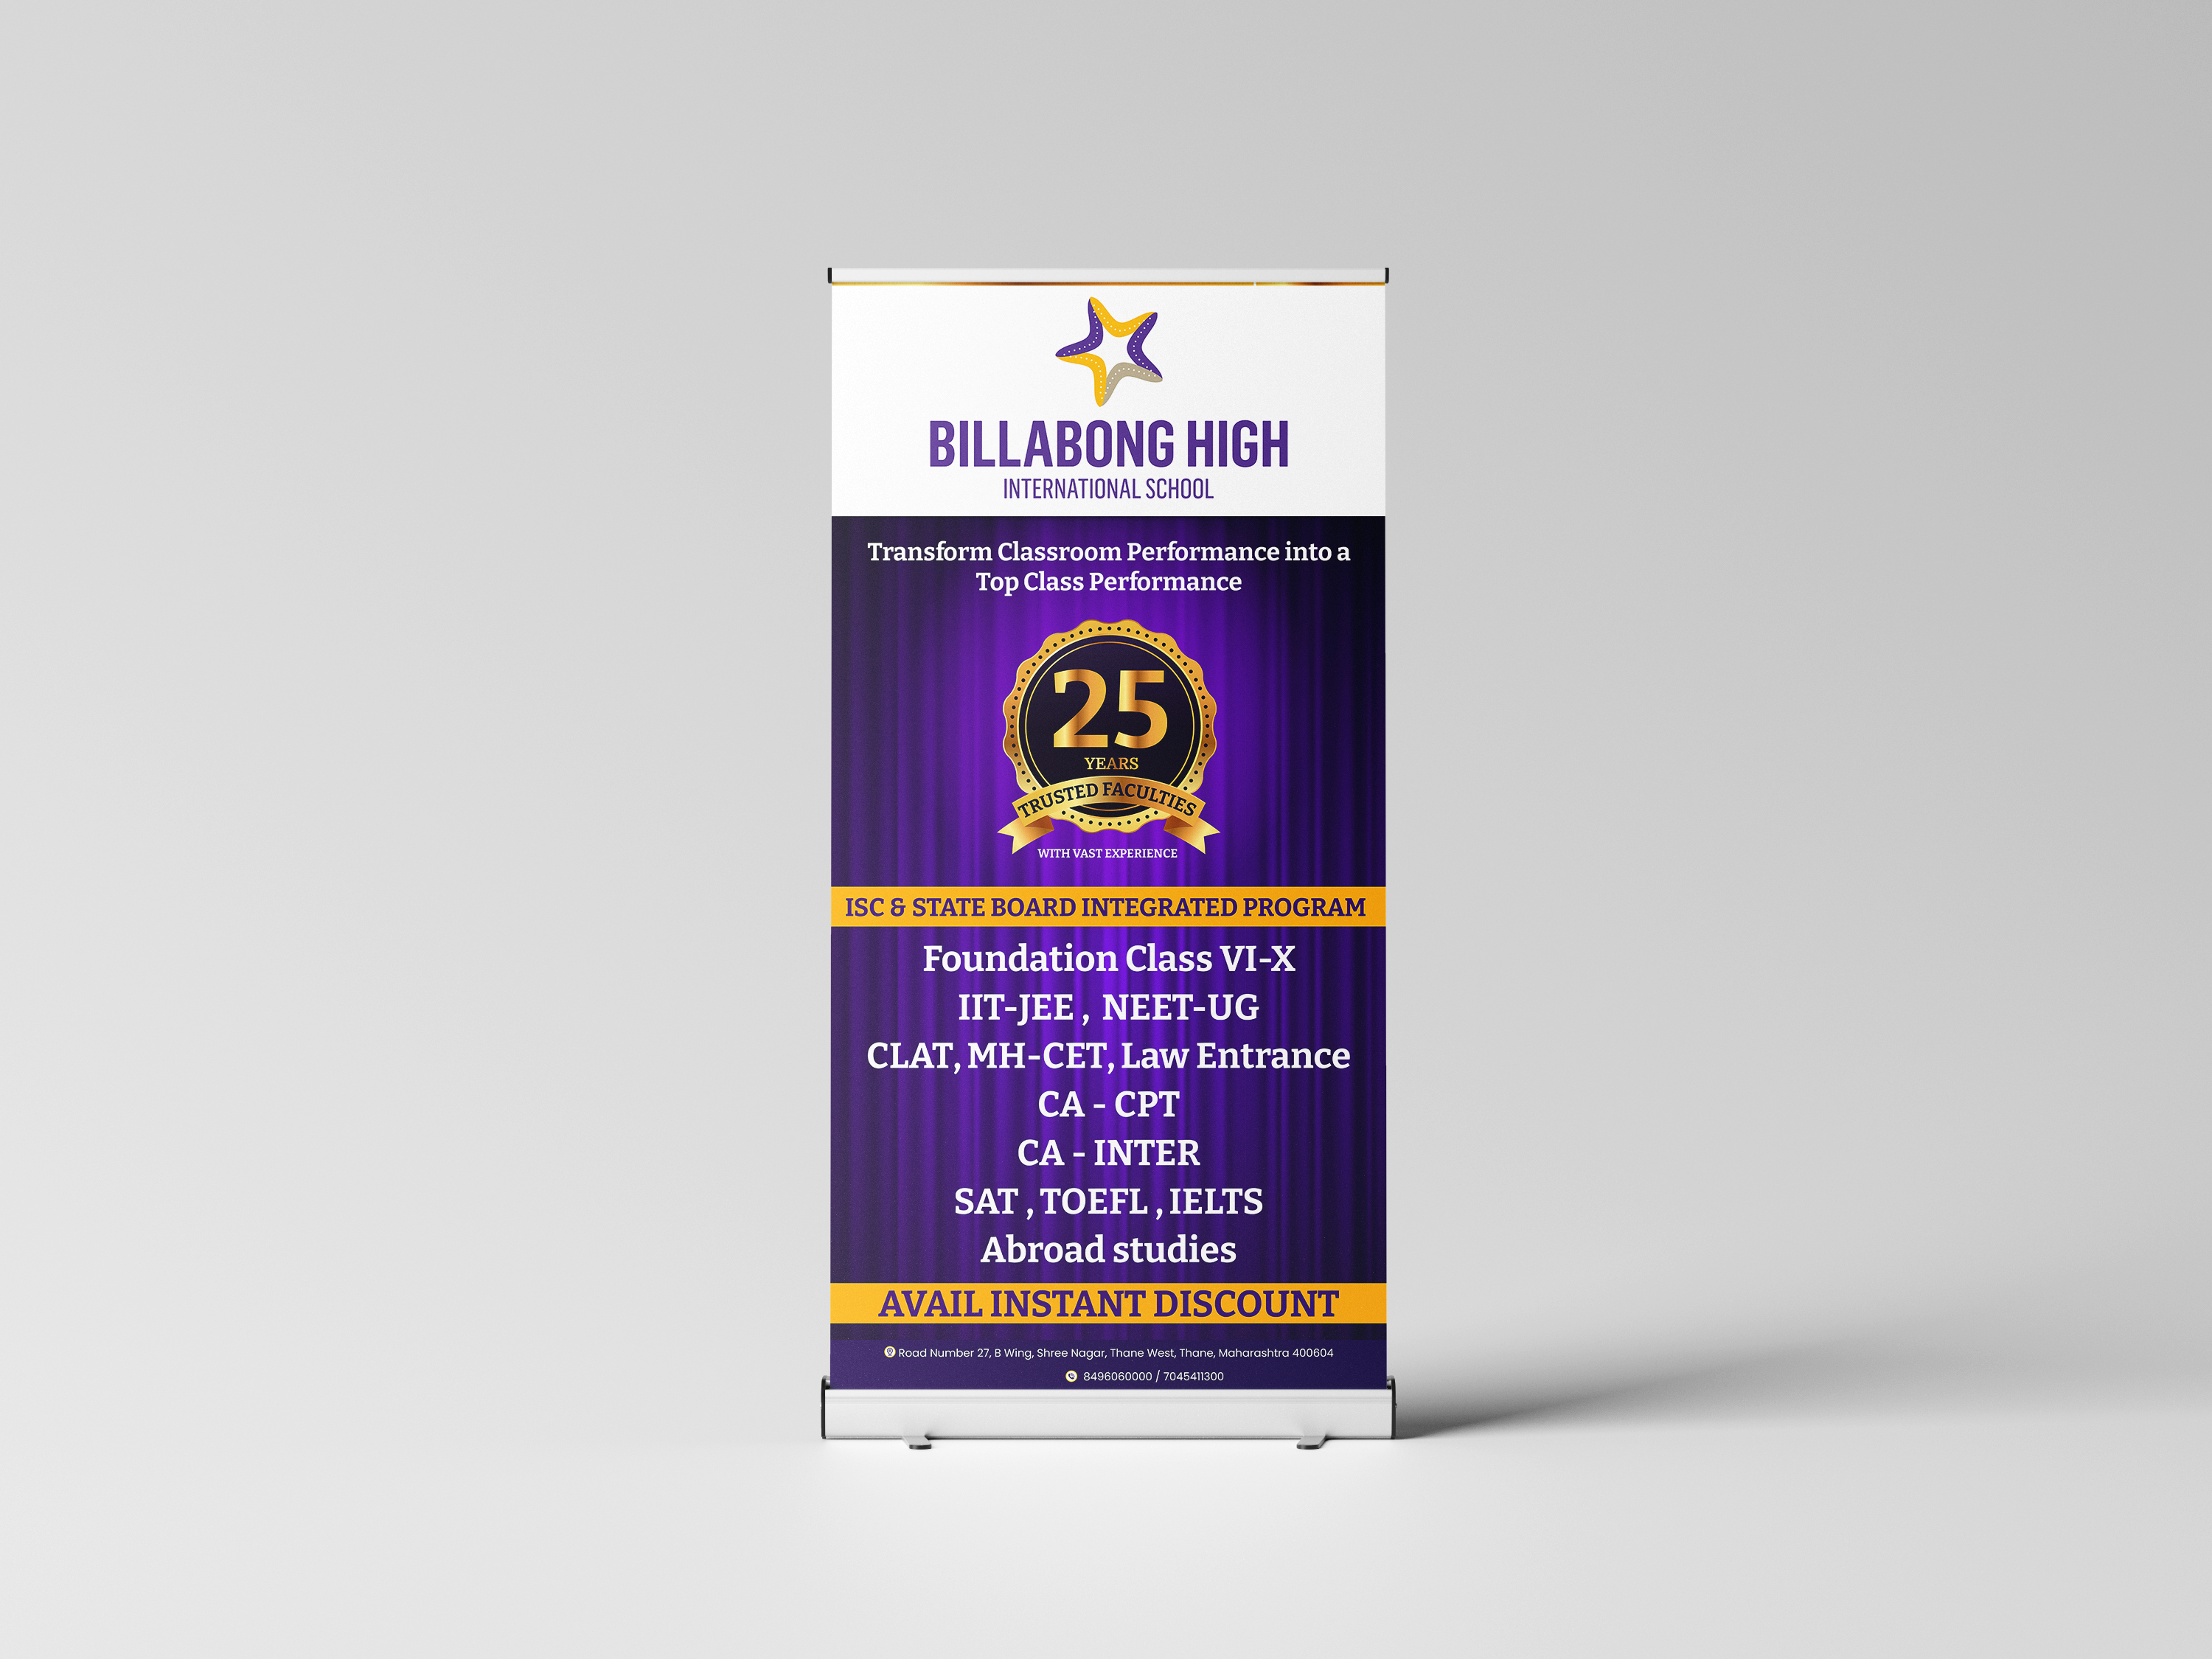 BILLABONG HIGH
INTERNATIONAL SCHOOL
Transform Classroom Performance into a
Top Class Performance
25
YEARS
TRUSTED FACULTIES
WITH VAST EXPERIENCE
ISC & STATE BOARD INTEGRATED PROGRAM
Foundation Class VI-X
IIT-JEE , NEET-UG
CLAT, MH-CET, Law Entrance
CA - CPT
CA - INTER
SAT , TOEFL , IELTS
Abroad studies
AVAIL INSTANT DISCOUNT
Road Number 27, B Wing, Shree Nagar, Thane West, Thane, Maharashtra 400604
8496060000 / 7045411300